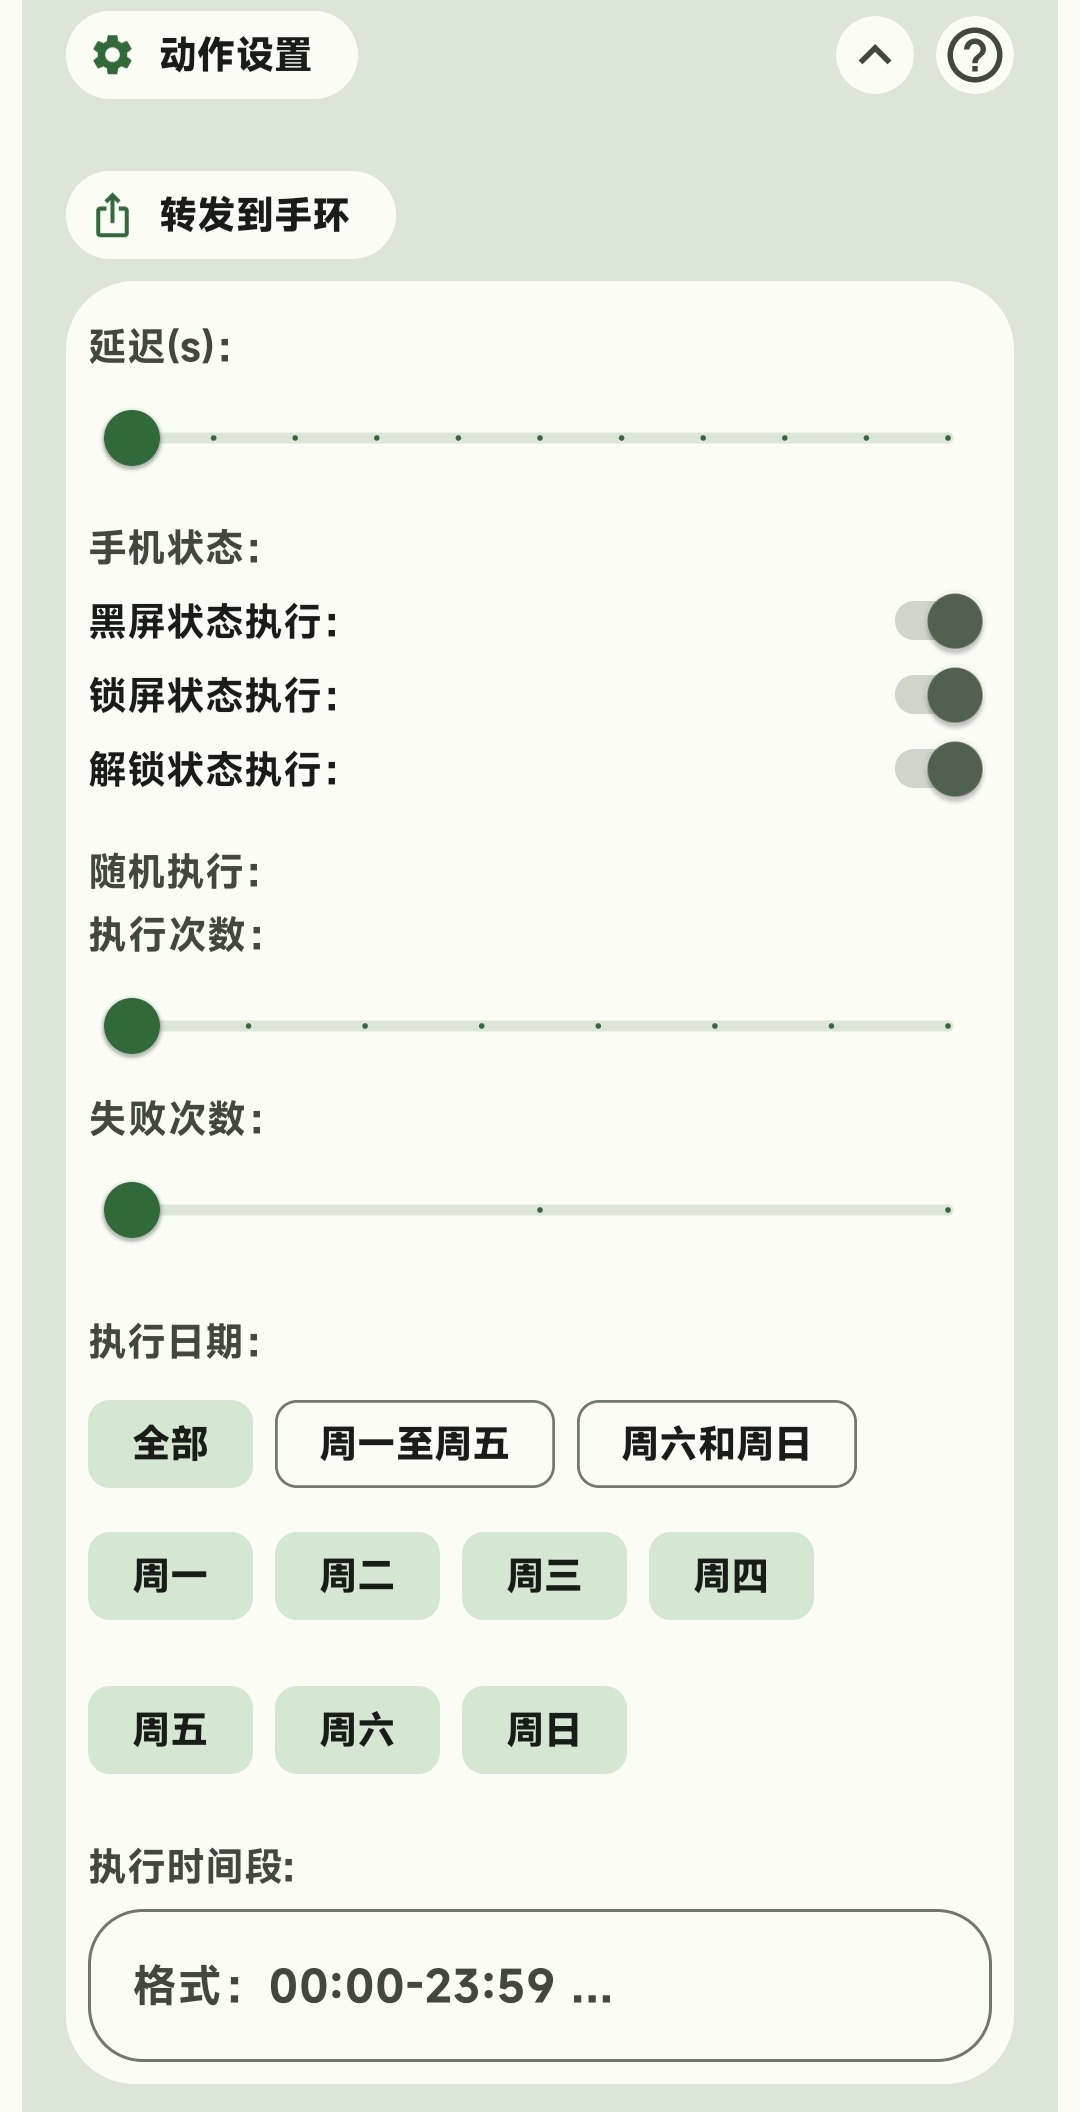 动作设置
转发到手环
延迟(s):
手机状态:
黑屏状态执行:
锁屏状态执行:
解锁状态执行:
随机执行:
执行次数:
失败次数:
执行日期:
全部 周一至周五 周六和周日
周一 周二 周三 周四
周五 周六 周日
执行时间段:
格式: 00:00-23:59 ...